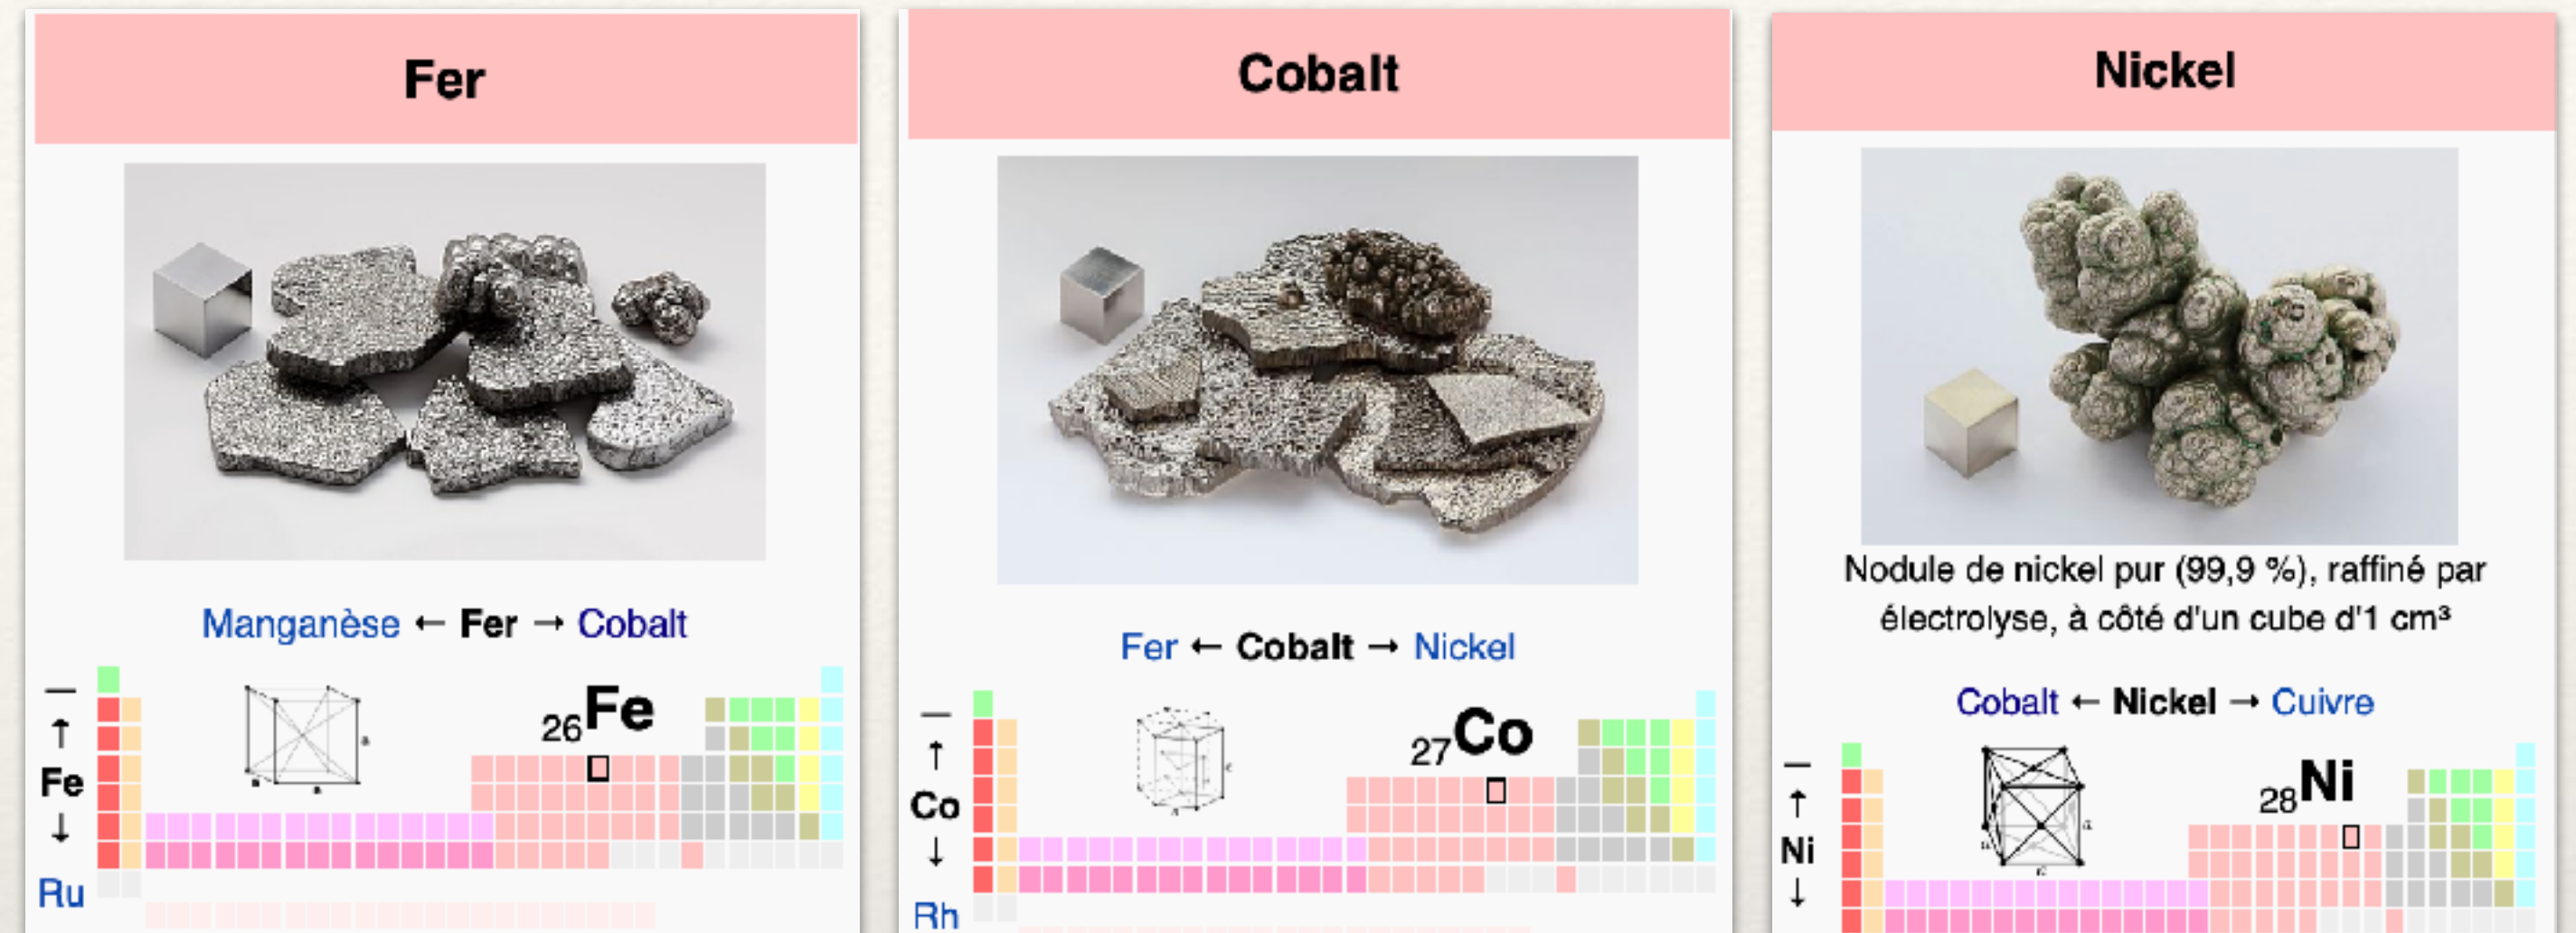 Fer
Manganèse ← Fer → Cobalt
—
↑
Fe
↓
Ru
26Fe
a
a
a
Cobalt
Fer ← Cobalt → Nickel
—
↑
Co
↓
Rh
27Co
c
a
Nickel
Nodule de nickel pur (99,9 %), raffiné par
électrolyse, à côté d'un cube d'1 cm³
Cobalt ← Nickel → Cuivre
—
↑
Ni
↓
28Ni
a
a
a